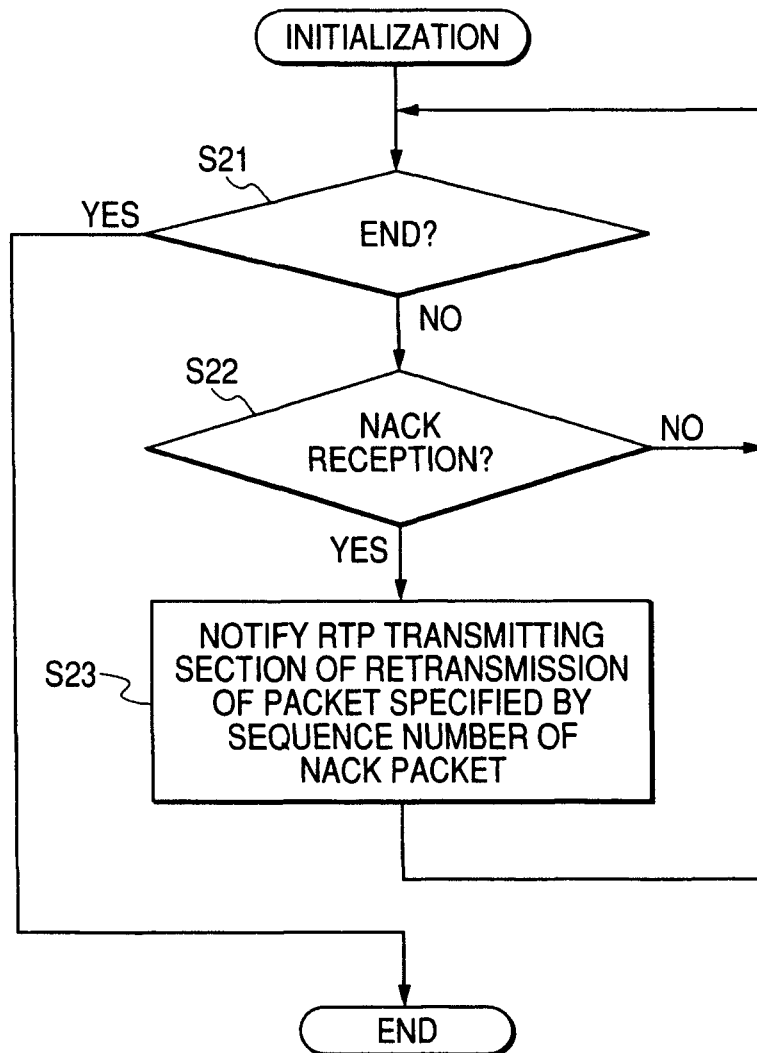 INITIALIZATION
S21
YES
END?
NO
S22
NACK
RECEPTION?
NO
YES
S23
NOTIFY RTP TRANSMITTING
SECTION OF RETRANSMISSION
OF PACKET SPECIFIED BY
SEQUENCE NUMBER OF
NACK PACKET
END